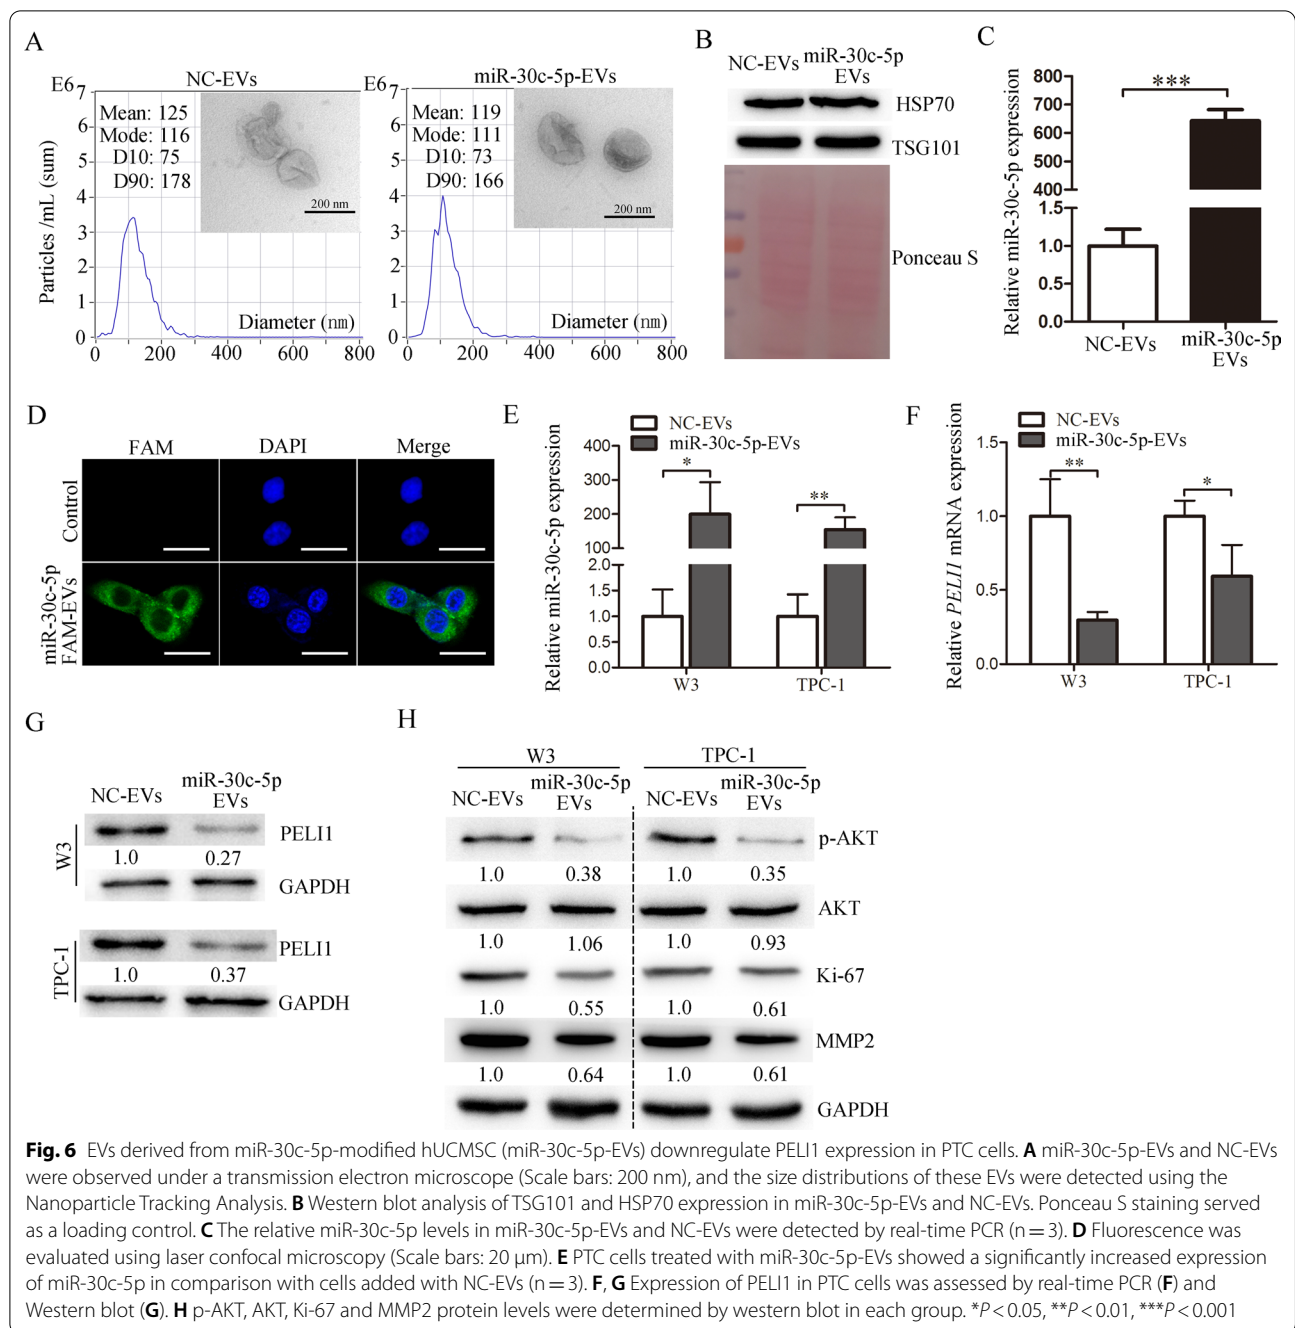 A
NC-EVs
miR-30c-5p-EVs
E6
7
6
5
4
3
2
1
0
Particles /mL (sum)
Mean: 125
Mode: 116
D10: 75
D90: 178
200 nm
Diameter (nm)
0 200 400 600 800
E6
7
6
5
4
3
2
1
0
Mean: 119
Mode: 111
D10: 73
D90: 166
200 nm
Diameter (nm)
0 200 400 600 800
B
NC-EVs
miR-30c-5p
EVs
HSP70
TSG101
Ponceau S
C
Relative miR-30c-5p expression
800
700
600
500
400
1.5
1.0
0.5
0.0
***
NC-EVs
miR-30c-5p
EVs
D
FAM DAPI Merge
Control
miR-30c-5p
FAM-EVs
E
NC-EVs
miR-30c-5p-EVs
Relative miR-30c-5p expression
400
300
200
100
2.0
1.5
1.0
0.5
0.0
*
**
W3 TPC-1
F
NC-EVs
miR-30c-5p-EVs
Relative PELI1 mRNA expression
1.5
1.0
0.5
0.0
**
*
W3 TPC-1
G
NC-EVs
miR-30c-5p
EVs
W3
PELI1
1.0 0.27
GAPDH
TPC-1
PELI1
1.0 0.37
GAPDH
H
W3 TPC-1
NC-EVs
miR-30c-5p
EVs
NC-EVs
miR-30c-5p
EVs
p-AKT
1.0 0.38 1.0 0.35
AKT
1.0 1.06 1.0 0.93
Ki-67
1.0 0.55 1.0 0.61
MMP2
1.0 0.64 1.0 0.61
GAPDH
Fig. 6 EVs derived from miR-30c-5p-modified hUCMSC (miR-30c-5p-EVs) downregulate PELI1 expression in PTC cells. A miR-30c-5p-EVs and NC-EVs
were observed under a transmission electron microscope (Scale bars: 200 nm), and the size distributions of these EVs were detected using the
Nanoparticle Tracking Analysis. B Western blot analysis of TSG101 and HSP70 expression in miR-30c-5p-EVs and NC-EVs. Ponceau S staining served
as a loading control. C The relative miR-30c-5p levels in miR-30c-5p-EVs and NC-EVs were detected by real-time PCR (n = 3). D Fluorescence was
evaluated using laser confocal microscopy (Scale bars: 20 μm). E PTC cells treated with miR-30c-5p-EVs showed a significantly increased expression
of miR-30c-5p in comparison with cells added with NC-EVs (n = 3). F, G Expression of PELI1 in PTC cells was assessed by real-time PCR (F) and
Western blot (G). H p-AKT, AKT, Ki-67 and MMP2 protein levels were determined by western blot in each group. *P < 0.05, **P < 0.01, ***P < 0.001